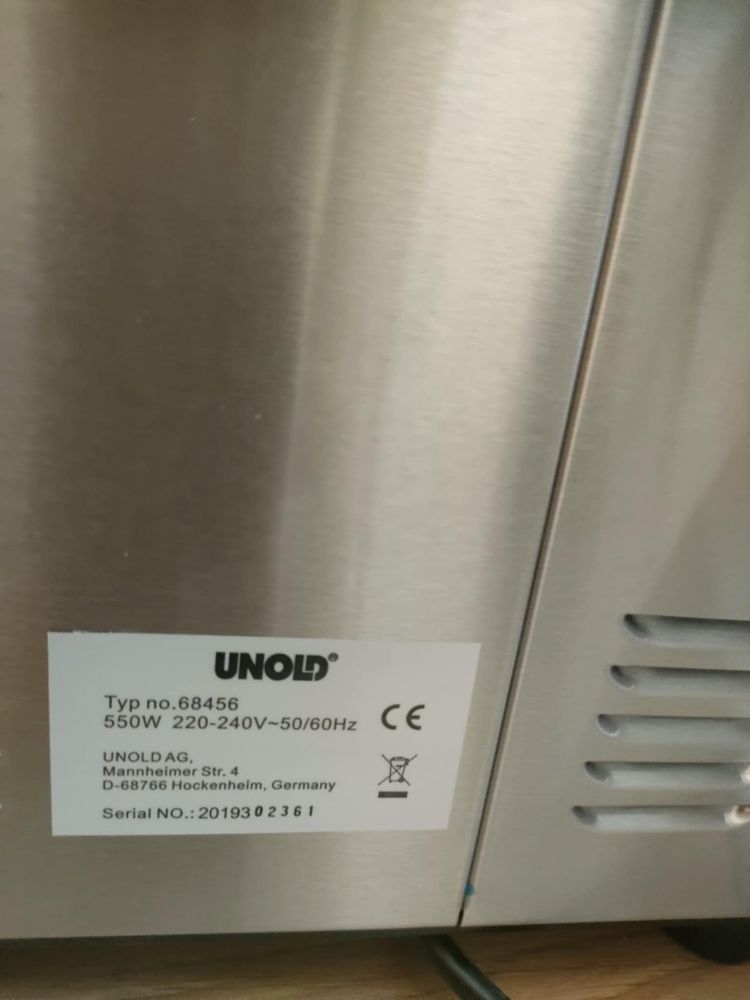 UNOLD®
Typ no.68456
550W 220-240V~50/60Hz
CE
UNOLD AG,
Mannheimer Str. 4
D-68766 Hockenheim, Germany
Serial NO.: 2019302361